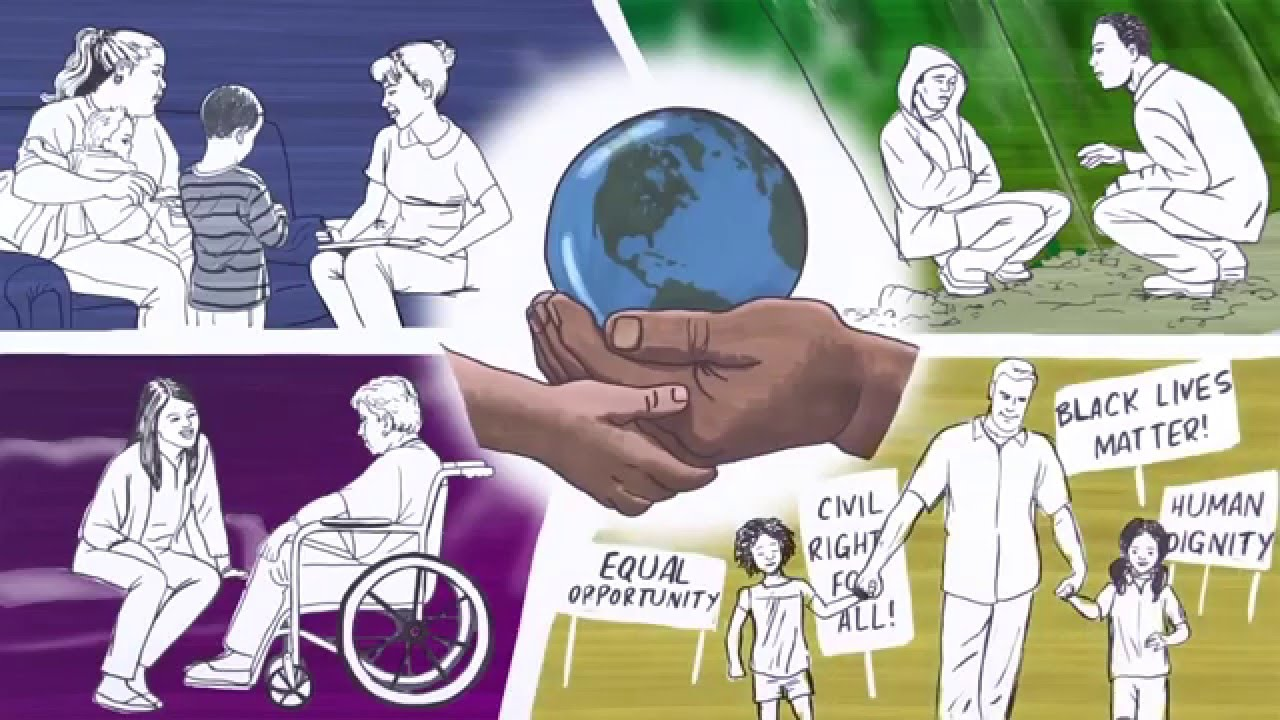 BLACK LIVES
MATTER!
HUMAN
DIGNITY
CIVIL
RIGHT
FO
ALL!
EQUAL
OPPORTUNITY